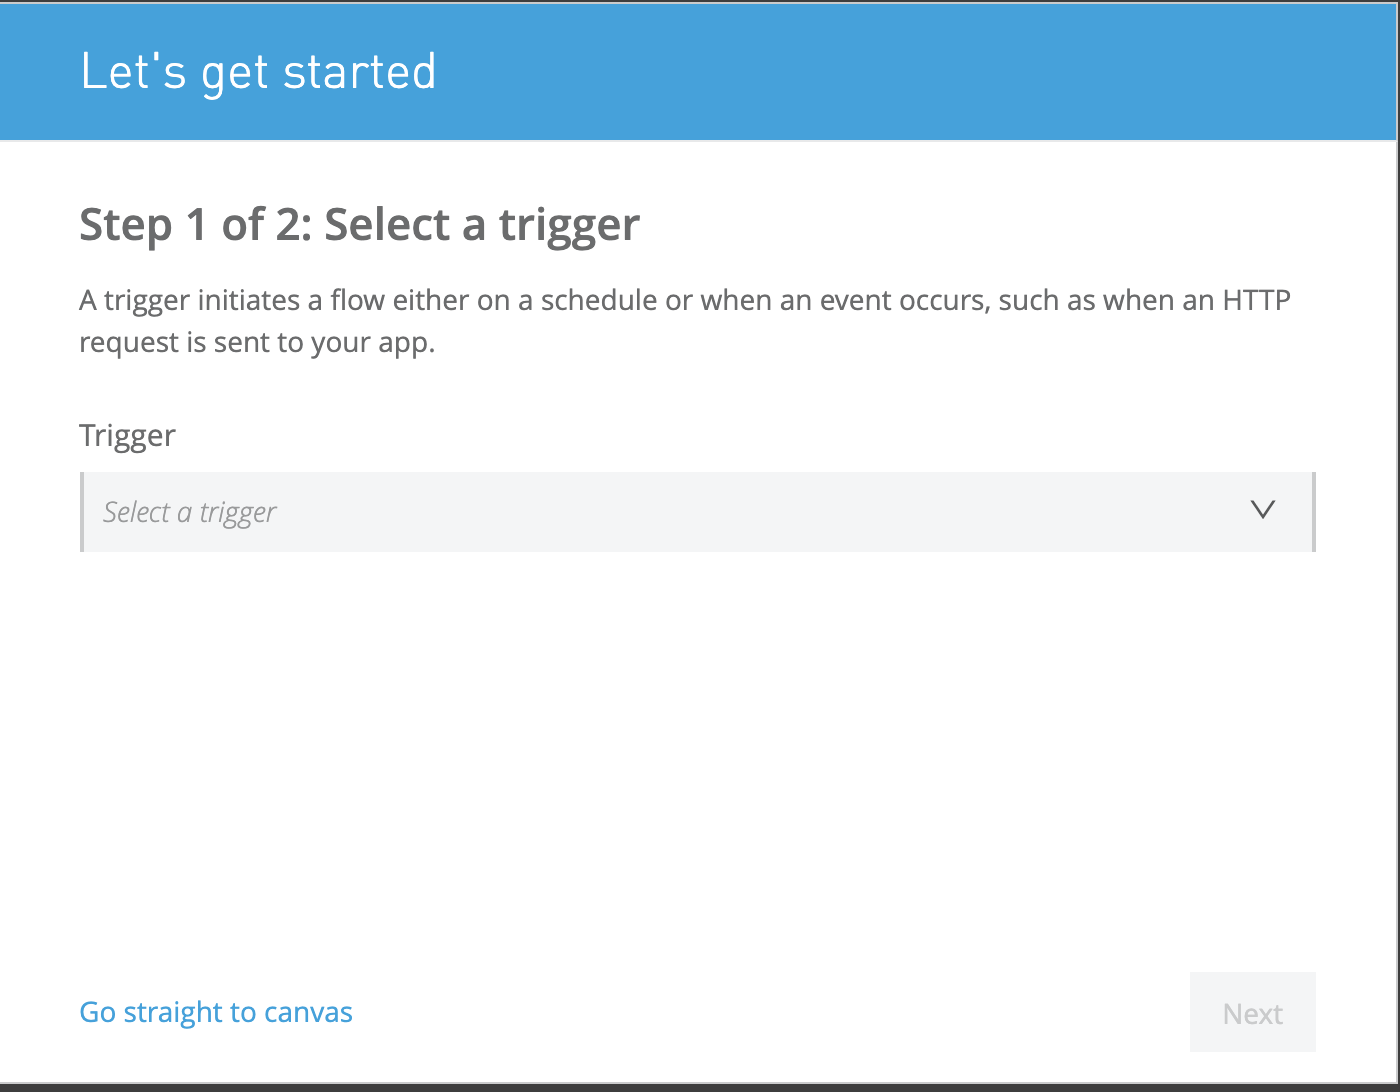 Let's get started
Step 1 of 2: Select a trigger
A trigger initiates a flow either on a schedule or when an event occurs, such as when an HTTP
request is sent to your app.
Trigger
Select a trigger
Go straight to canvas
Next